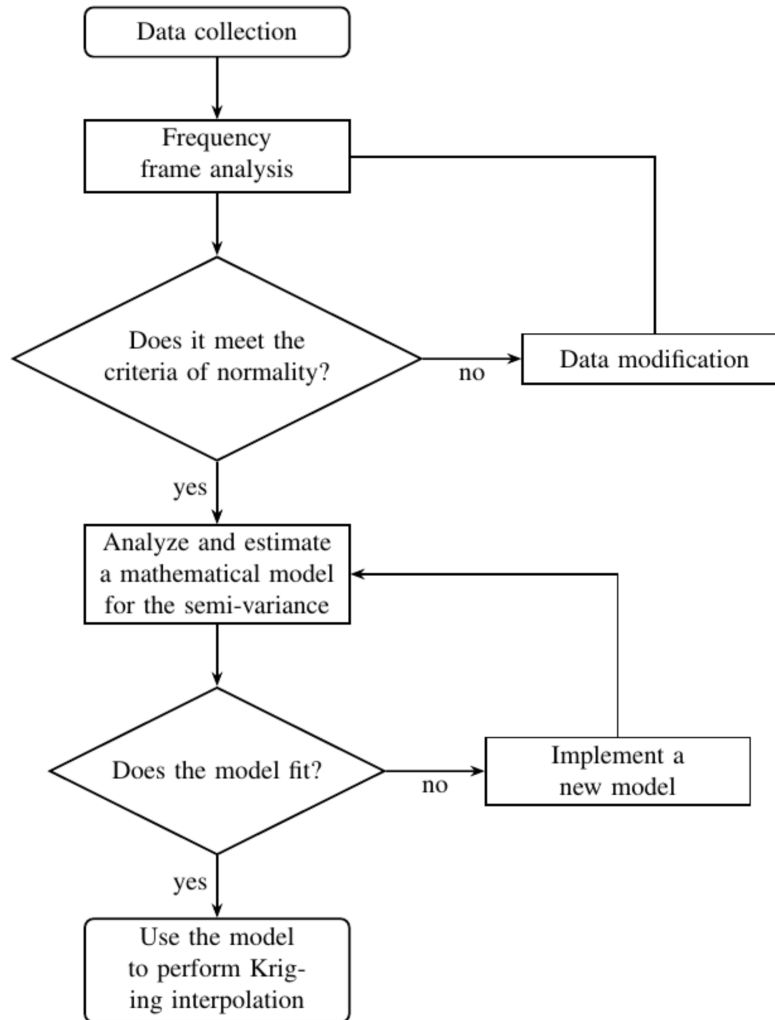 Data collection
Frequency
frame analysis
Does it meet the
criteria of normality?
no
Data modification
yes
Analyze and estimate
a mathematical model
for the semi-variance
Does the model fit?
no
Implement a
new model
yes
Use the model
to perform Krig-
ing interpolation